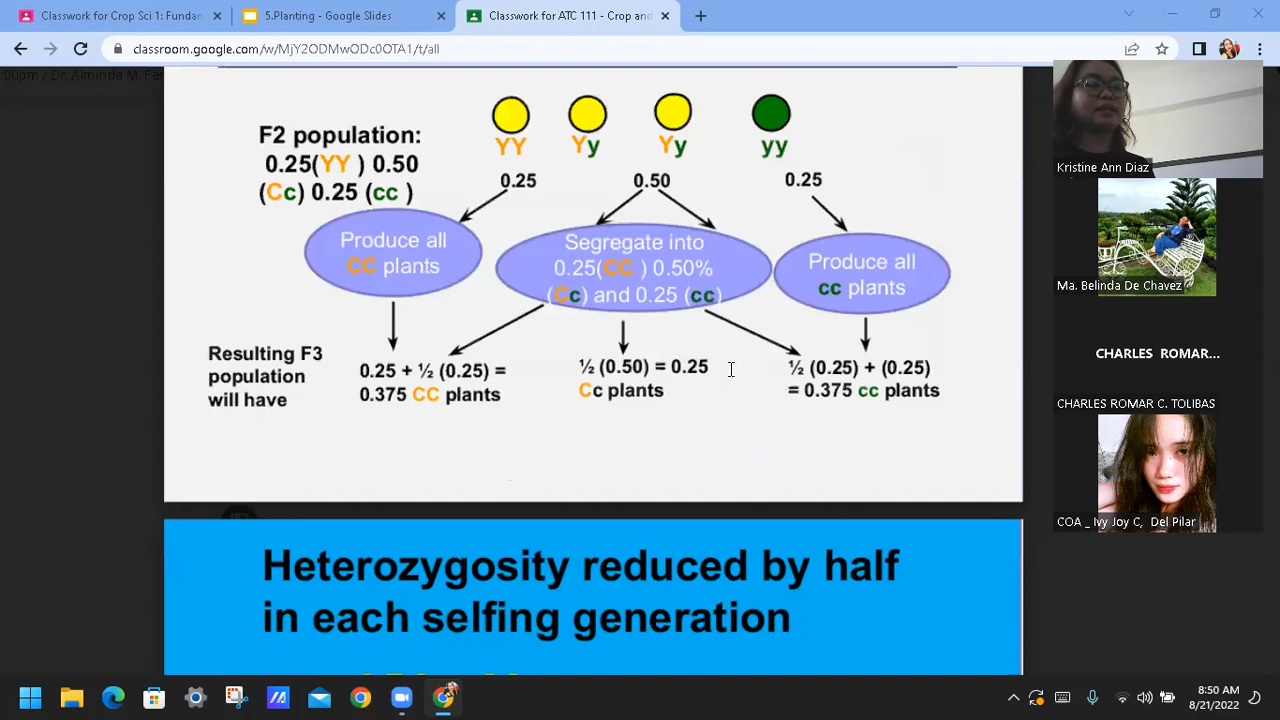 Classwork for Crop Sci 1: Fundam
5.Planting - Google Slides
Classwork for ATC 111 - Crop and
classroom.google.com/w/MjY2ODMwODc0OTA1/t/all
:00pm / Dr. Alminda M. Fer
F2 population:
0.25(YY ) 0.50
(Cc) 0.25 (cc )
YY
Yy
Yy
yy
0.25
0.50
0.25
Produce all
CC plants
Segregate into
0.25(CC ) 0.50%
(Cc) and 0.25 (cc)
Produce all
cc plants
Resulting F3
population
will have
0.25 + ½ (0.25) =
0.375 CC plants
½ (0.50) = 0.25
Cc plants
½ (0.25) + (0.25)
= 0.375 cc plants
Heterozygosity reduced by half
in each selfing generation
Kristine Ann Diaz
Ma. Belinda De Chavez
CHARLES ROMAR...
CHARLES ROMAR C. TOLIBAS
COA _ Ivy Joy C, Del Pilar
8:50 AM
8/21/2022